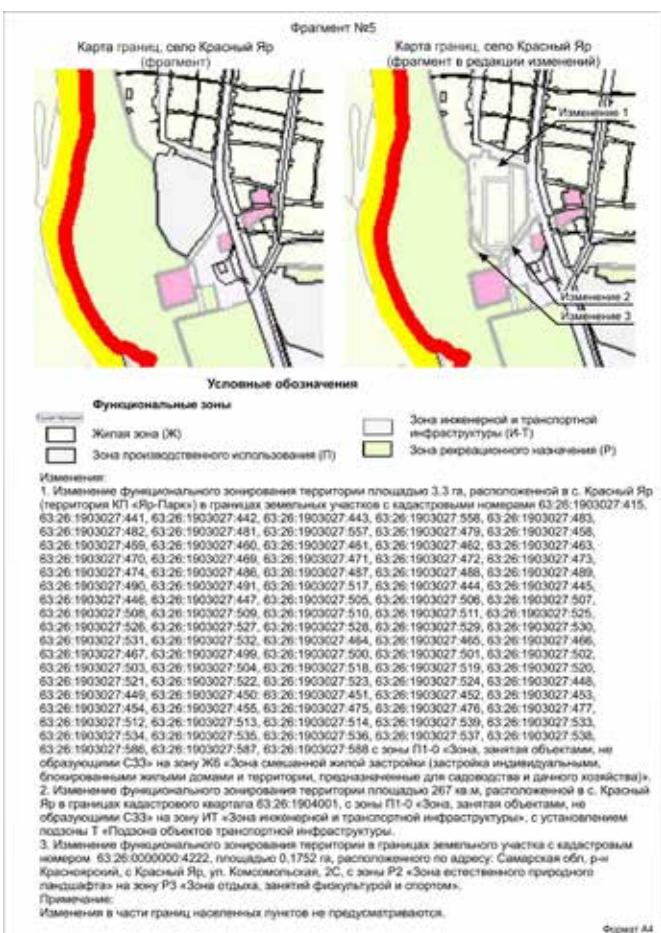 Фрагмент №5
Карта границ, село Красный Яр
(фрагмент)
Карта границ, село Красный Яр
(фрагмент в редакции изменений)
Изменение 1
Изменение 2
Изменение 3
Условные обозначения
Функциональные зоны
Жилая зона (Ж)
Зона производственного использования (П)
Зона инженерной и транспортной
инфраструктуры (И-Т)
Зона рекреационного назначения (Р)
Изменения:
1. Изменение функционального зонирования территории площадью 3.3 га, расположенной в с. Красный Яр
(территория КП «Яр-Парк») в границах земельных участков с кадастровыми номерами 63:26:1903027:415,
63:26:1903027:441, 63:26:1903027:442, 63:26:1903027:443, 63:26:1903027:558, 63:26:1903027:483,
63:26:1903027:482, 63:26:1903027:481, 63:26:1903027:557, 63:26:1903027:479, 63:26:1903027:458,
63:26:1903027:459, 63:26:1903027:460, 63:26:1903027:461, 63:26:1903027:462, 63:26:1903027:463,
63:26:1903027:470, 63:26:1903027:469, 63:26:1903027:471, 63:26:1903027:472, 63:26:1903027:473,
63:26:1903027:474, 63:26:1903027:486, 63:26:1903027:487, 63:26:1903027:488, 63:26:1903027:489,
63:26:1903027:490, 63:26:1903027:491, 63:26:1903027:517, 63:26:1903027:444, 63:26:1903027:445,
63:26:1903027:446, 63:26:1903027:447, 63:26:1903027:505, 63:26:1903027:506, 63:26:1903027:507,
63:26:1903027:508, 63:26:1903027:509, 63:26:1903027:510, 63:26:1903027:511, 63:26:1903027:525,
63:26:1903027:526, 63:26:1903027:527, 63:26:1903027:528, 63:26:1903027:529, 63:26:1903027:530,
63:26:1903027:531, 63:26:1903027:532, 63:26:1903027:464, 63:26:1903027:465, 63:26:1903027:466,
63:26:1903027:467, 63:26:1903027:499, 63:26:1903027:500, 63:26:1903027:501, 63:26:1903027:502,
63:26:1903027:503, 63:26:1903027:504, 63:26:1903027:518, 63:26:1903027:519, 63:26:1903027:520,
63:26:1903027:521, 63:26:1903027:522, 63:26:1903027:523, 63:26:1903027:524, 63:26:1903027:448,
63:26:1903027:449, 63:26:1903027:450: 63:26:1903027:451, 63:26:1903027:452, 63:26:1903027:453,
63:26:1903027:454, 63:26:1903027:455, 63:26:1903027:475, 63:26:1903027:476, 63:26:1903027:477,
63:26:1903027:512, 63:26:1903027:513, 63:26:1903027:514, 63:26:1903027:539, 63:26:1903027:533,
63:26:1903027:534, 63:26:1903027:535, 63:26:1903027:536, 63:26:1903027:537, 63:26:1903027:538,
63:26:1903027:586, 63:26:1903027:587, 63:26:1903027:588 с зоны П1-0 «Зона, занятая объектами, не
образующими СЗЗ» на зону Ж6 «Зона смешанной жилой застройки (застройка индивидуальными,
блокированными жилыми домами и территории, предназначенные для садоводства и дачного хозяйства)».
2. Изменение функционального зонирования территории площадью 267 кв.м, расположенной в с. Красный
Яр в границах кадастрового квартала 63:26:1904001, с зоны П1-0 «Зона, занятая объектами, не
образующими СЗЗ» на зону ИТ «Зона инженерной и транспортной инфраструктуры», с установлением
подзоны Т «Подзона объектов транспортной инфраструктуры.
3. Изменение функционального зонирования территории в границах земельного участка с кадастровым
номером 63:26:0000000:4222, площадью 0,1752 га, расположенного по адресу: Самарская обл, р-н
Красноярский, с Красный Яр, ул. Комсомольская, 2С, с зоны Р2 «Зона естественного природного
ландшафта» на зону Р3 «Зона отдыха, занятий физкультурой и спортом».
Примечание:
Изменения в части границ населенных пунктов не предусматриваются.
Формат А4